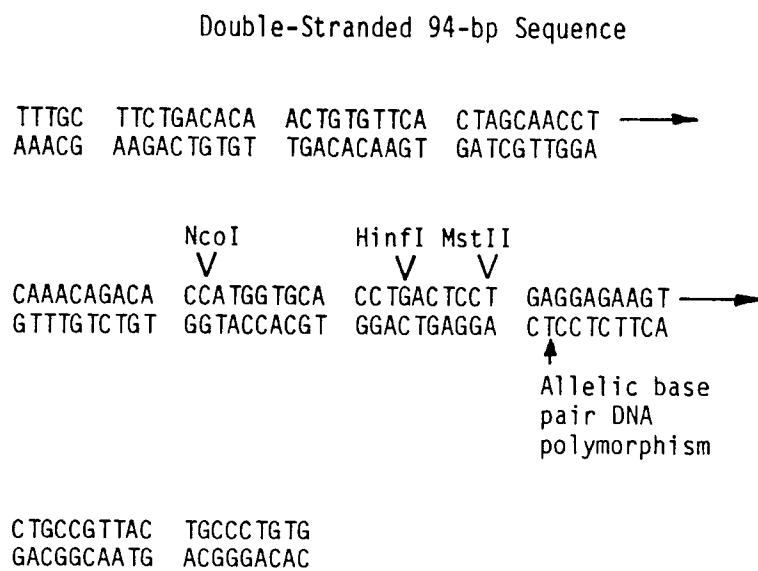 Double-Stranded 94-bp Sequence
TTTGC TTCTGACACA ACTGTGTTCA CTAGCAACCT
AAACG AAGACTGTGT TGACACAAGT GATCGTTGGA
NcoI HinfI MstII
CAAACAGACA CCATGGTGCA CCTGACTCCT GAGGAGAAGT
GTTTGTCTGT GGTACCACGT GGACTGAGGA CTCCTCTTCA
Allelic base
pair DNA
polymorphism
CTGCCGTTAC TGCCCTGTG
GACGGCAATG ACGGGACAC